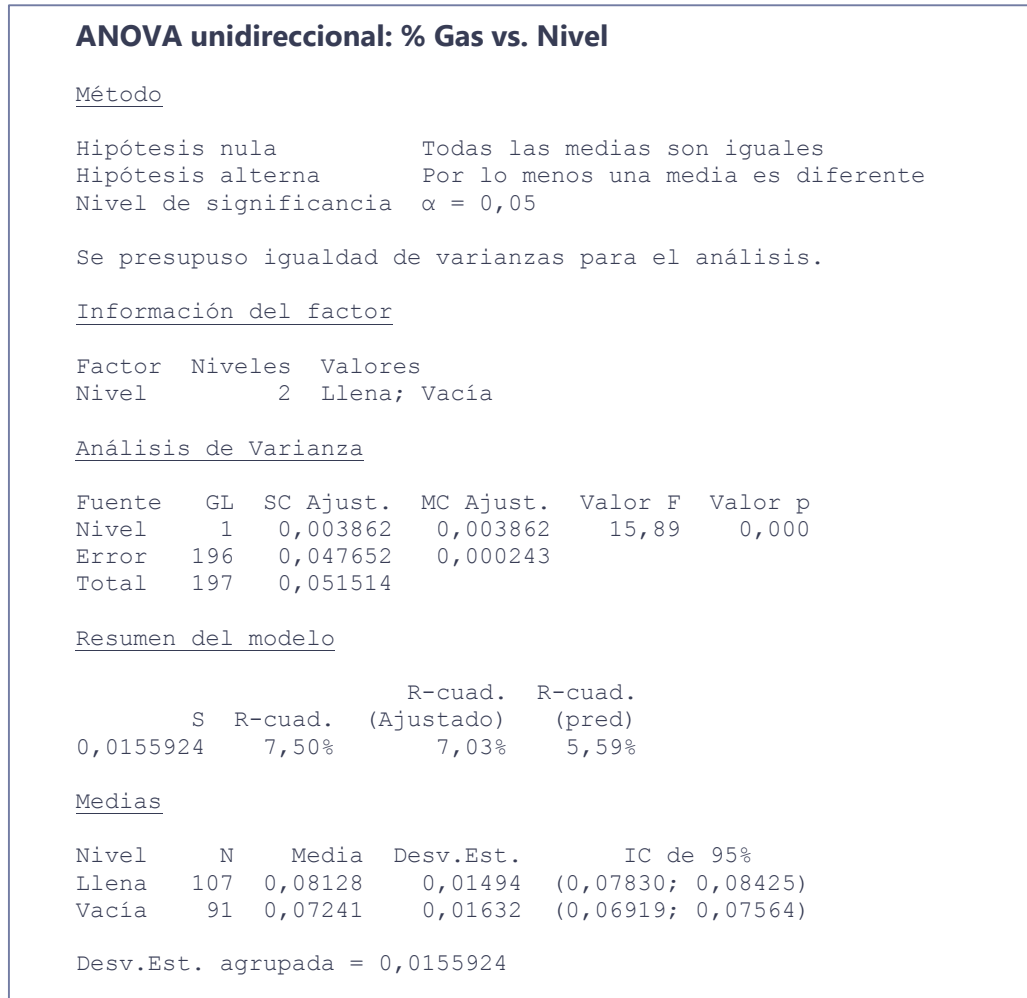 ANOVA unidireccional: % Gas vs. Nivel
Método
Hipótesis nula Todas las medias son iguales
Hipótesis alterna Por lo menos una media es diferente
Nivel de significancia α = 0,05
Se presupuso igualdad de varianzas para el análisis.
Información del factor
Factor Niveles Valores
Nivel 2 Llena; Vacía
Análisis de Varianza
Fuente GL SC Ajust. MC Ajust. Valor F Valor p
Nivel 1 0,003862 0,003862 15,89 0,000
Error 196 0,047652 0,000243
Total 197 0,051514
Resumen del modelo
R-cuad. R-cuad.
S R-cuad. (Ajustado) (pred)
0,0155924 7,50% 7,03% 5,59%
Medias
Nivel N Media Desv.Est. IC de 95%
Llena 107 0,08128 0,01494 (0,07830; 0,08425)
Vacía 91 0,07241 0,01632 (0,06919; 0,07564)
Desv.Est. agrupada = 0,0155924